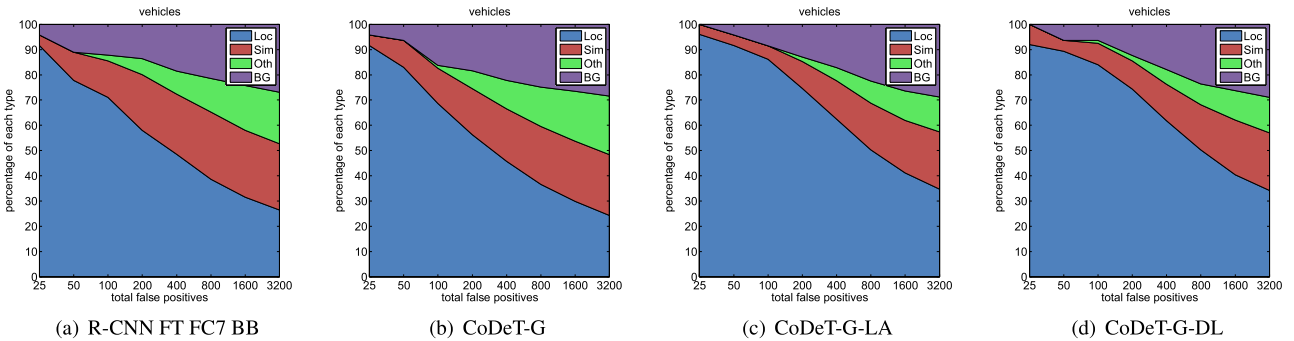 vehicles
percentage of each type
100
90
80
70
60
50
40
30
20
10
0
Loc
Sim
Oth
BG
25 50 100 200 400 800 1600 3200
total false positives
(a) R-CNN FT FC7 BB
vehicles
percentage of each type
100
90
80
70
60
50
40
30
20
10
0
Loc
Sim
Oth
BG
25 50 100 200 400 800 1600 3200
total false positives
(b) CoDeT-G
vehicles
percentage of each type
100
90
80
70
60
50
40
30
20
10
0
Loc
Sim
Oth
BG
25 50 100 200 400 800 1600 3200
total false positives
(c) CoDeT-G-LA
vehicles
percentage of each type
100
90
80
70
60
50
40
30
20
10
0
Loc
Sim
Oth
BG
25 50 100 200 400 800 1600 3200
total false positives
(d) CoDeT-G-DL